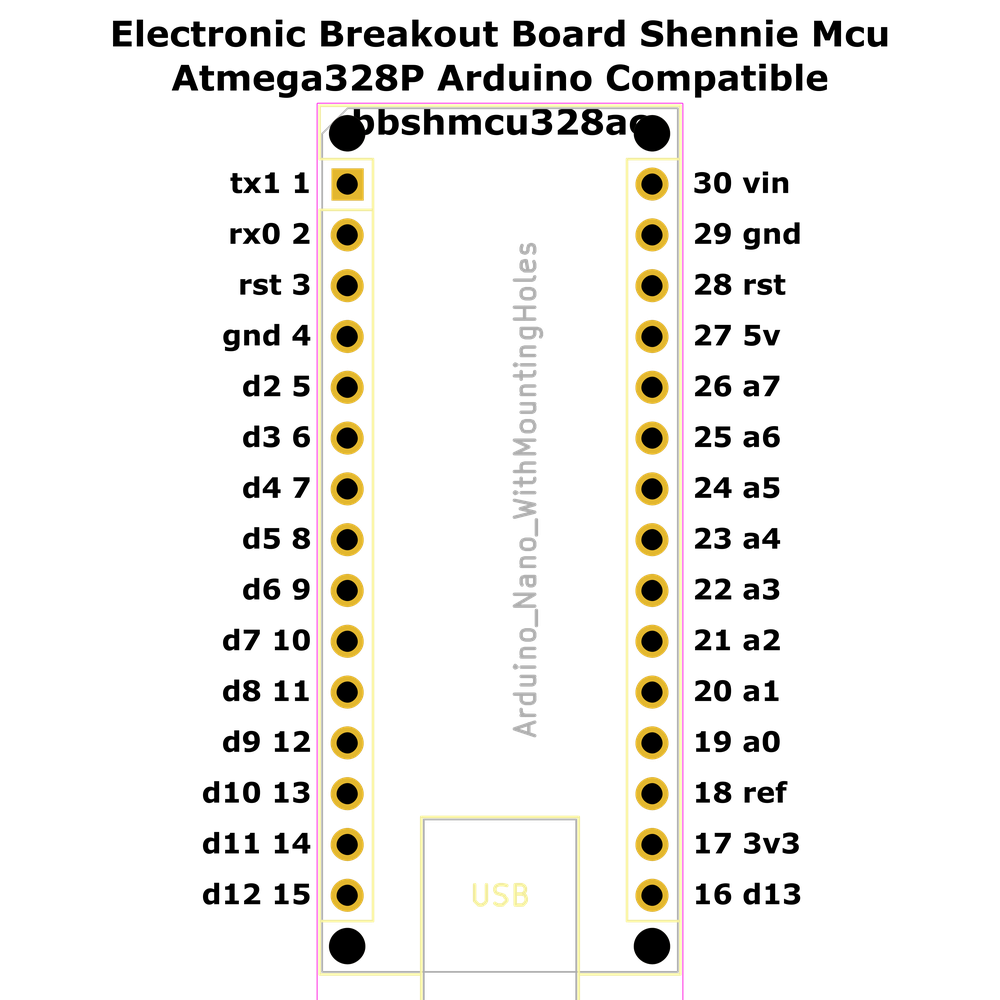 Electronic Breakout Board Shennie Mcu
Atmega328P Arduino Compatible
bbshmcu328ac
tx1 1
rx0 2
rst 3
gnd 4
d2 5
d3 6
d4 7
d5 8
d6 9
d7 10
d8 11
d9 12
d10 13
d11 14
d12 15
Arduino_Nano_WithMountingHoles
USB
30 vin
29 gnd
28 rst
27 5v
26 a7
25 a6
24 a5
23 a4
22 a3
21 a2
20 a1
19 a0
18 ref
17 3v3
16 d13